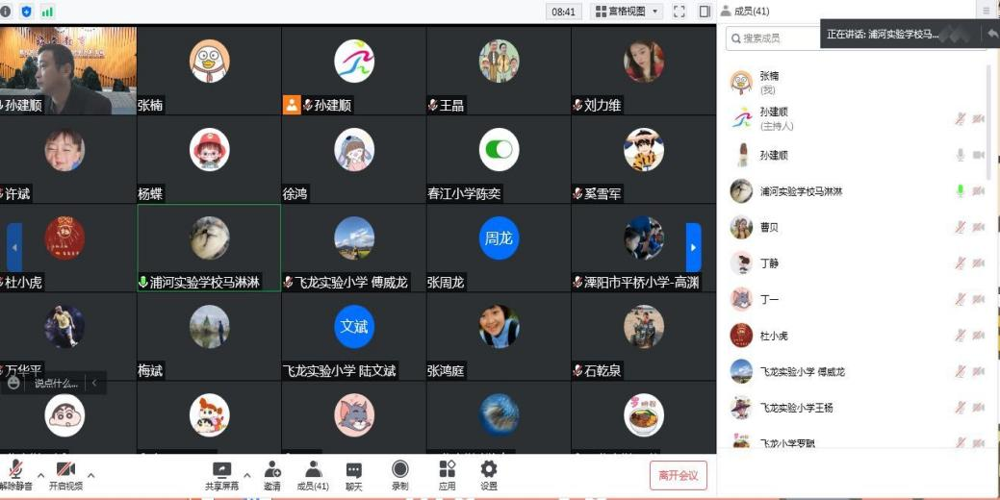 08:41
宫格视图
成员(41)
正在讲话: 浦河实验学校马...
搜索成员
孙建顺
张楠
孙建顺
王晶
刘力维
许斌
杨蝶
徐鸿
春江小学陈奕
奚雪军
杜小虎
浦河实验学校马淋淋
飞龙实验小学 傅威龙
周龙
张周龙
溧阳市平桥小学-高渊
万华平
梅斌
文斌
飞龙实验小学 陆文斌
张鸿庭
石乾泉
说点什么...
张楠
(我)
孙建顺
(主持人)
孙建顺
浦河实验学校马淋淋
曹贝
丁静
丁一
杜小虎
飞龙实验小学 傅威龙
飞龙实验小学王杨
飞龙小学罗聪
解除静音
开启视频
共享屏幕
邀请
成员(41)
聊天
录制
应用
设置
离开会议